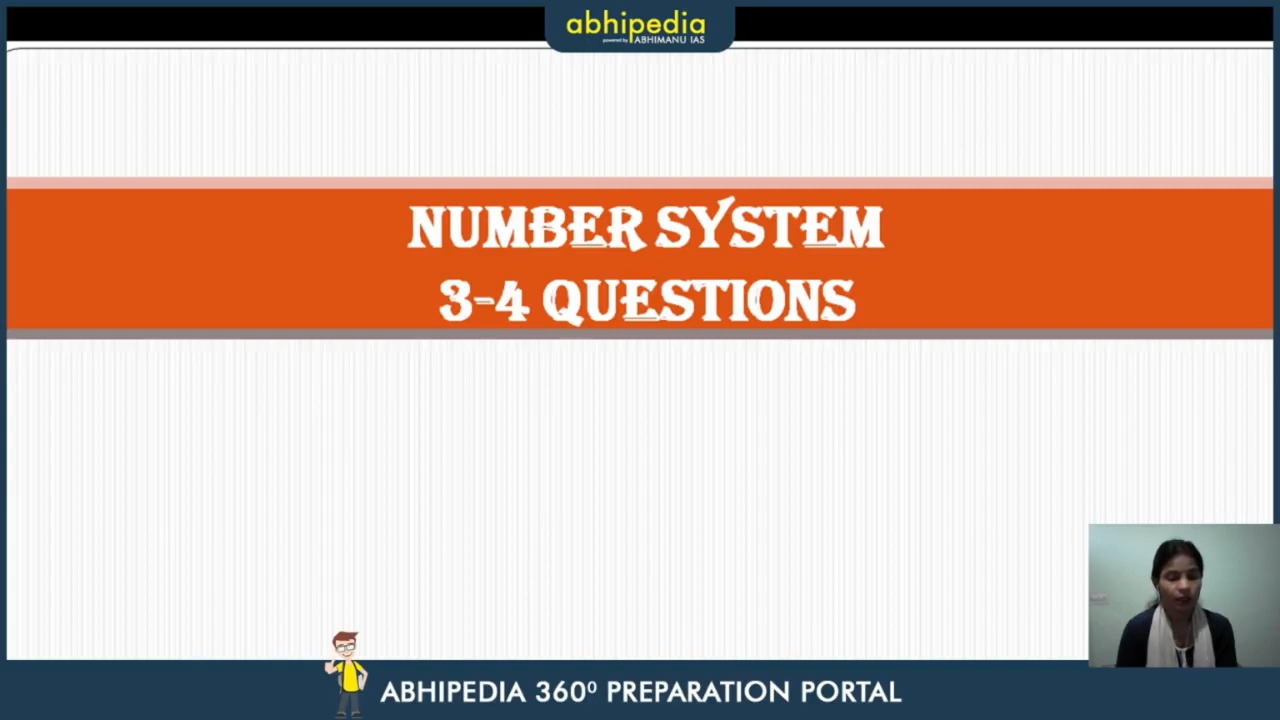 abhipedia
powered by ABHIMANU IAS
NUMBER SYSTEM
3-4 QUESTIONS
ABHIPEDIA 360⁰ PREPARATION PORTAL